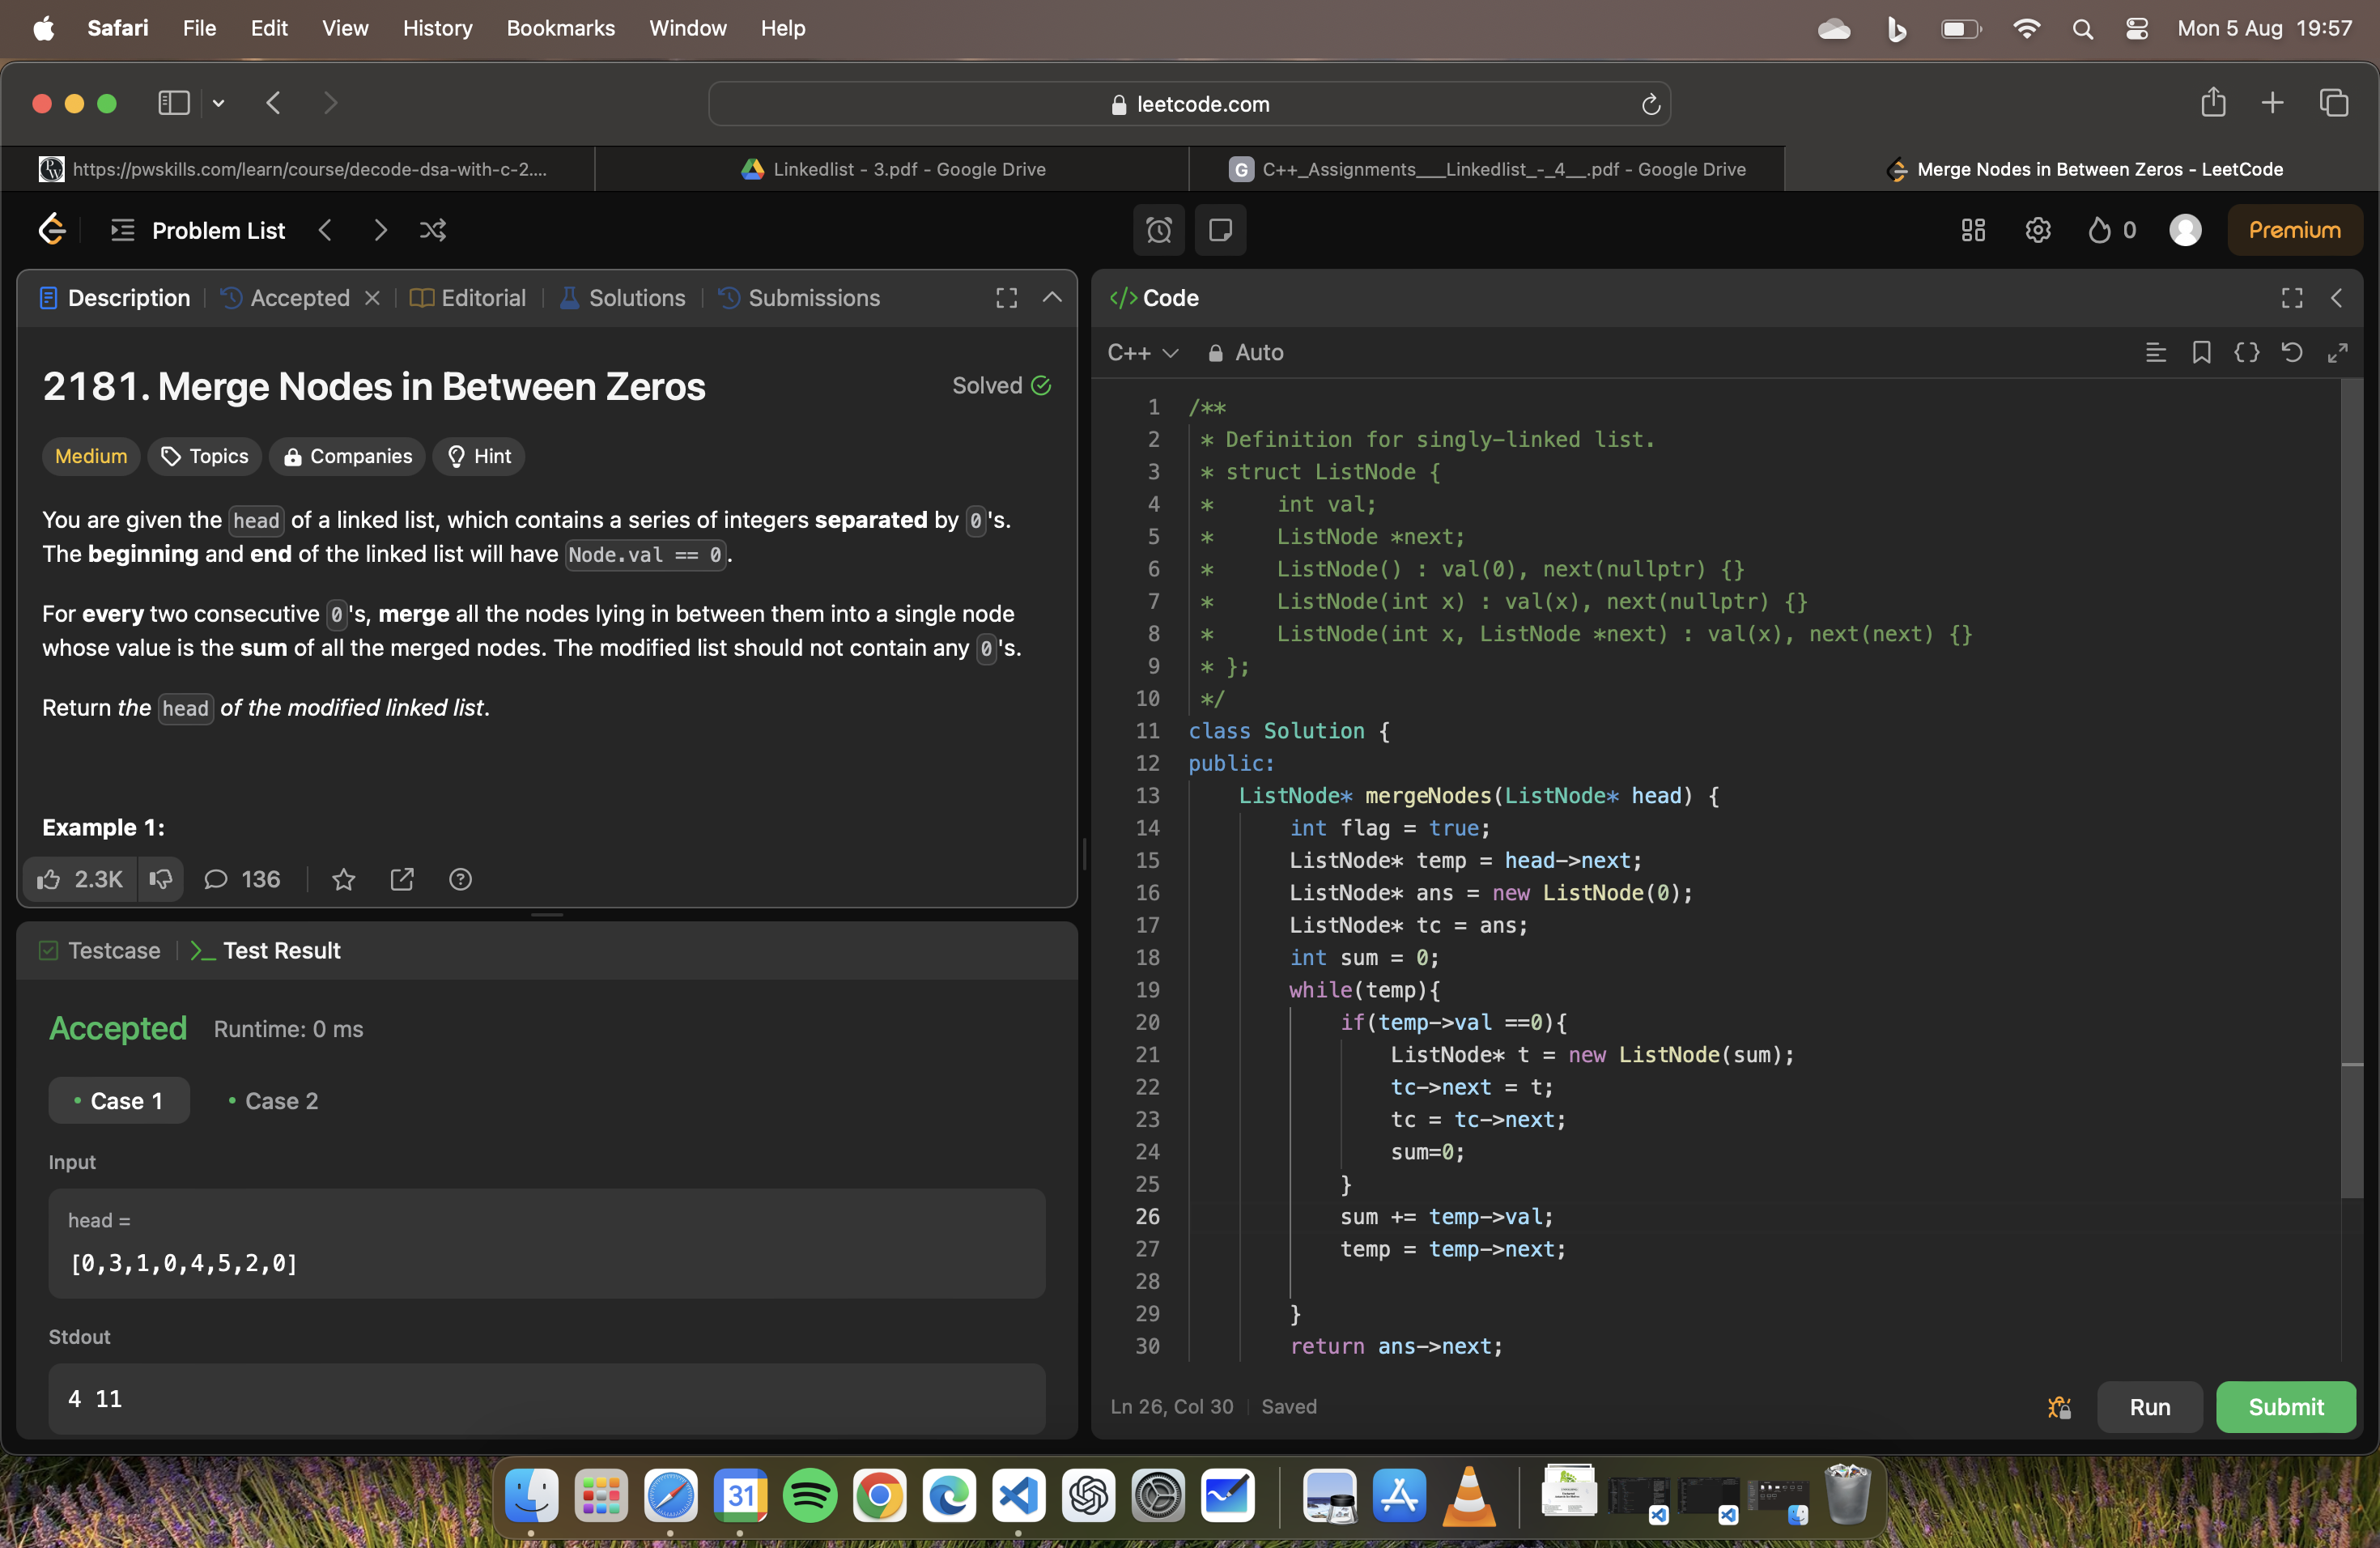 Safari File Edit View History Bookmarks Window Help Mon 5 Aug 19:57
leetcode.com
https://pwskills.com/learn/course/decode-dsa-with-c-2....
Linkedlist - 3.pdf - Google Drive
G C++_Assignments___Linkedlist_-_4__.pdf - Google Drive
Merge Nodes in Between Zeros - LeetCode
Problem List
0
Premium
Description Accepted Editorial Solutions Submissions
2181. Merge Nodes in Between Zeros
Solved
Medium Topics Companies Hint
You are given the head of a linked list, which contains a series of integers separated by 0's.
The beginning and end of the linked list will have Node.val == 0.
For every two consecutive 0's, merge all the nodes lying in between them into a single node
whose value is the sum of all the merged nodes. The modified list should not contain any 0's.
Return the head of the modified linked list.
Example 1:
2.3K 136
Testcase Test Result
Accepted Runtime: 0 ms
Case 1 Case 2
Input
head =
[0,3,1,0,4,5,2,0]
Stdout
4 11
</> Code
C++ Auto
1 /**
2 * Definition for singly-linked list.
3 * struct ListNode {
4 * int val;
5 * ListNode *next;
6 * ListNode() : val(0), next(nullptr) {}
7 * ListNode(int x) : val(x), next(nullptr) {}
8 * ListNode(int x, ListNode *next) : val(x), next(next) {}
9 * };
10 */
11 class Solution {
12 public:
13 ListNode* mergeNodes(ListNode* head) {
14 int flag = true;
15 ListNode* temp = head->next;
16 ListNode* ans = new ListNode(0);
17 ListNode* tc = ans;
18 int sum = 0;
19 while(temp){
20 if(temp->val ==0){
21 ListNode* t = new ListNode(sum);
22 tc->next = t;
23 tc = tc->next;
24 sum=0;
25 }
26 sum += temp->val;
27 temp = temp->next;
28
29 }
30 return ans->next;
Ln 26, Col 30 Saved
Run Submit
31